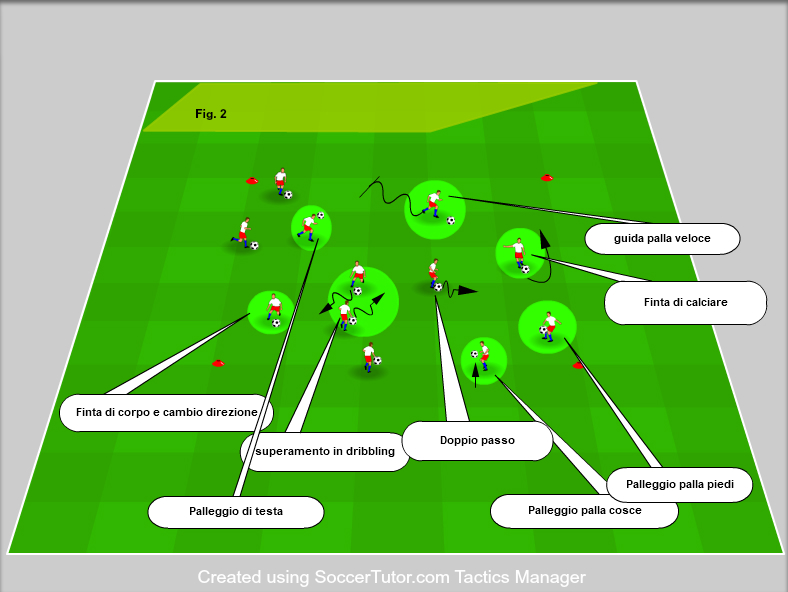 Fig. 2
guida palla veloce
Finta di calciare
Finta di corpo e cambio direzione
superamento in dribbling
Doppio passo
Palleggio palla piedi
Palleggio di testa
Palleggio palla cosce
Created using SoccerTutor.com Tactics Manager